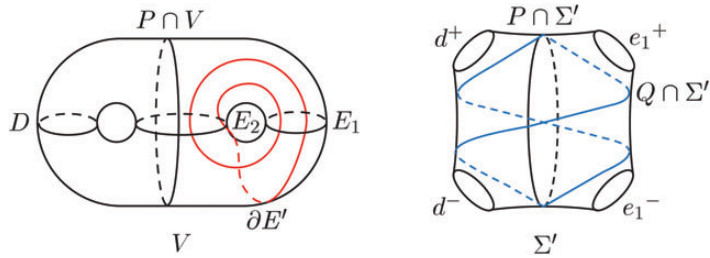 P ∩ V
D
E₂
E₁
∂E′
V
P ∩ Σ′
d⁺
e₁⁺
Q ∩ Σ′
d⁻
e₁⁻
Σ′